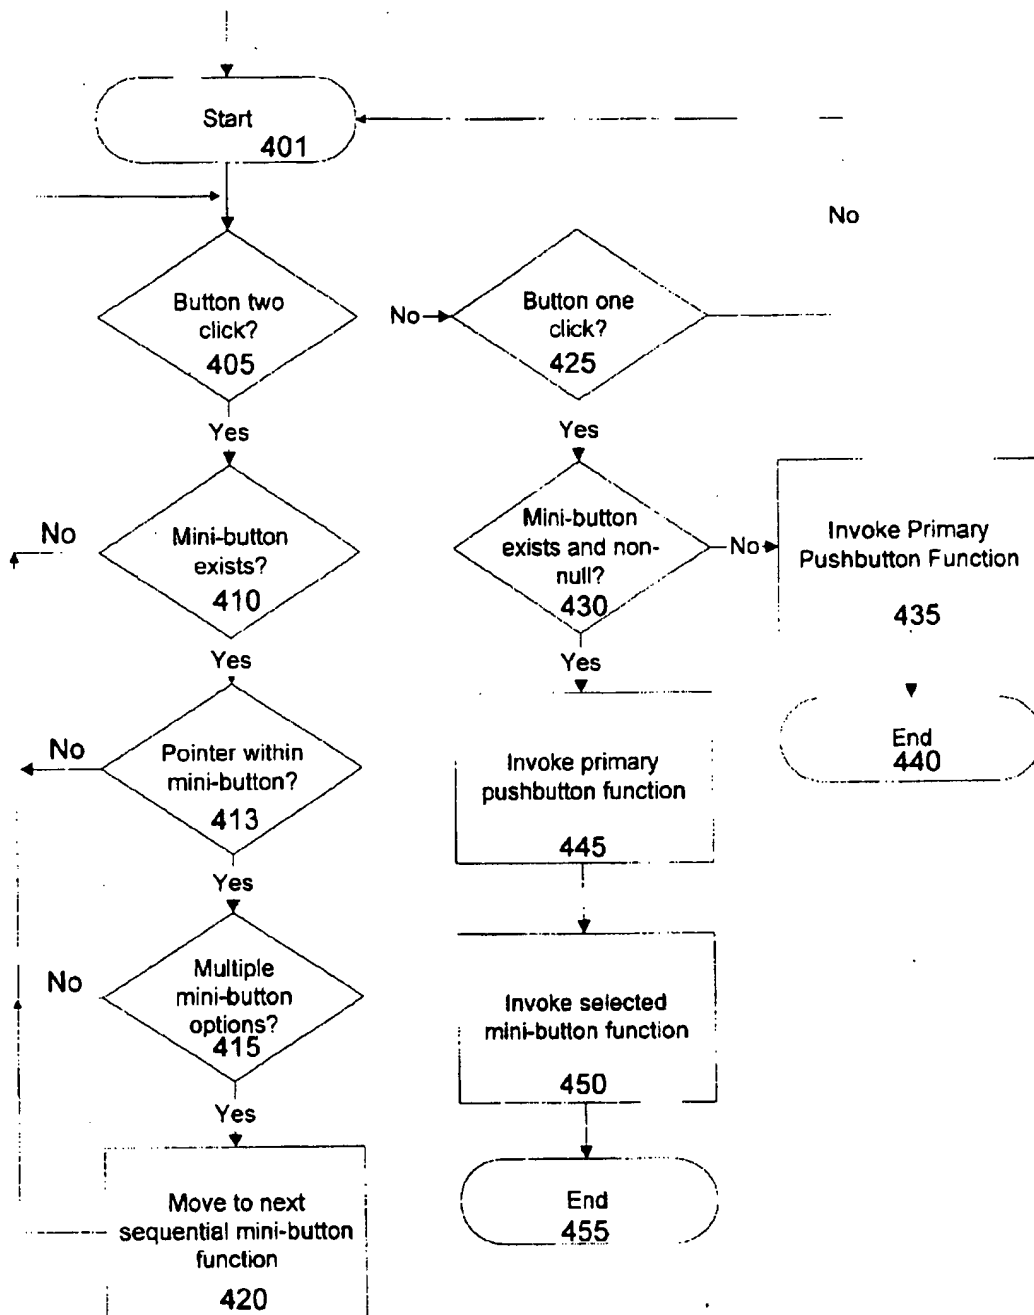 Start
401
No
Button two
click?
405
No
Button one
click?
425
Yes
Yes
No
Mini-button
exists?
410
Mini-button
exists and non-
null?
430
No
Invoke Primary
Pushbutton Function
435
Yes
Yes
No
Pointer within
mini-button?
413
Invoke primary
pushbutton function
445
End
440
Yes
No
Multiple
mini-button
options?
415
Invoke selected
mini-button function
450
Yes
Move to next
sequential mini-button
function
420
End
455